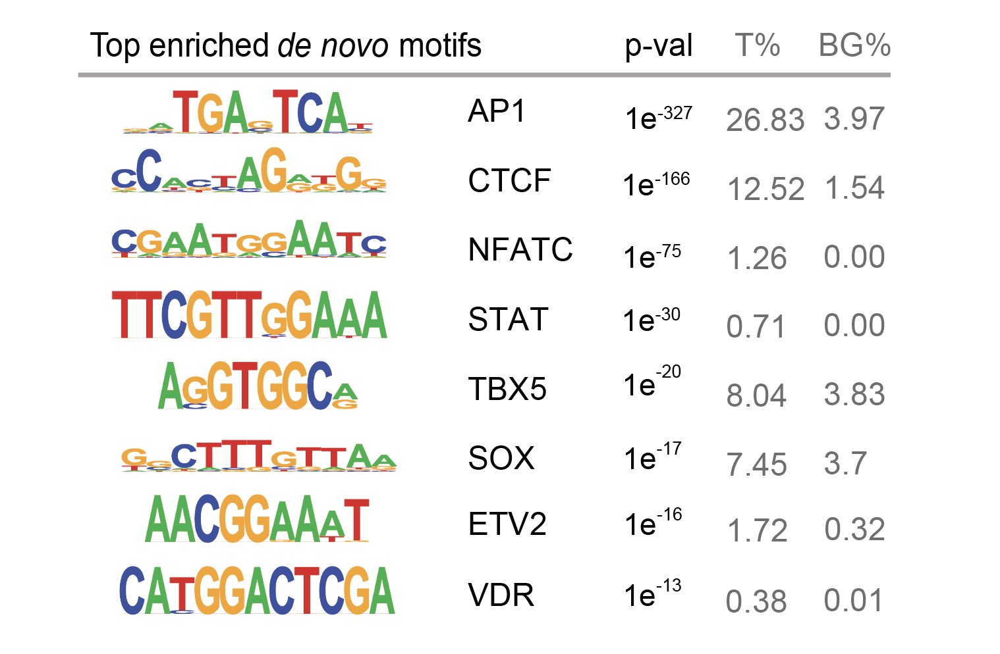 Top enriched de novo motifs p-val T% BG%
GATGAGTCAT AP1 1e-327 26.83 3.97
CCACTAGATGG CTCF 1e-166 12.52 1.54
CGAATGGAATC NFATC 1e-75 1.26 0.00
TTCGTTGGAAA STAT 1e-30 0.71 0.00
AGGTGGCA TBX5 1e-20 8.04 3.83
GGCTTTGTTAA SOX 1e-17 7.45 3.7
AACGGAAAT ETV2 1e-16 1.72 0.32
CATGGACTCGA VDR 1e-13 0.38 0.01